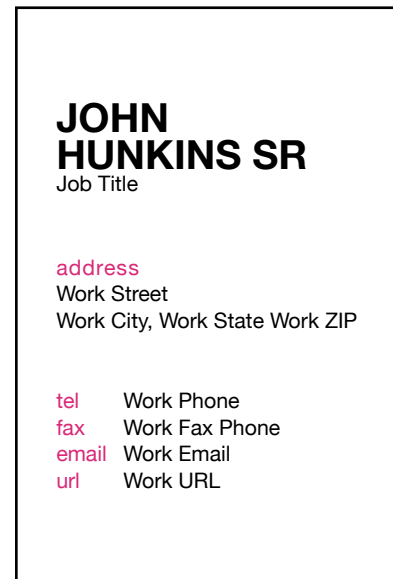 JOHN
HUNKINS SR
Job Title
address
Work Street
Work City, Work State Work ZIP
tel Work Phone
fax Work Fax Phone
email Work Email
url Work URL